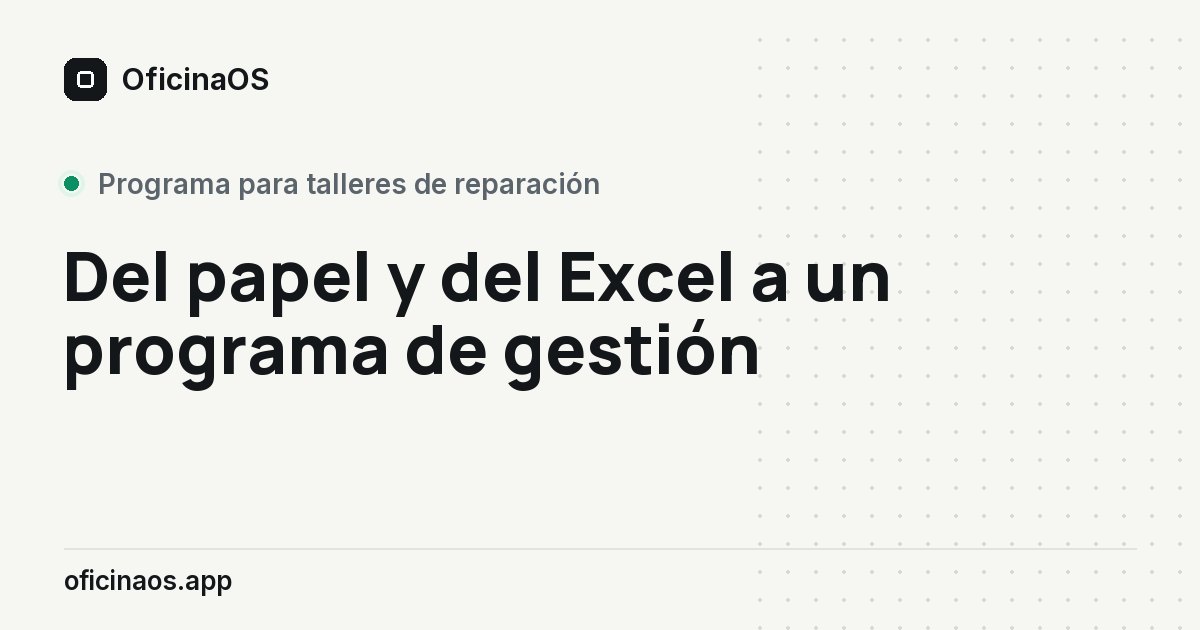 OficinaOS
Programa para talleres de reparación
Del papel y del Excel a un
programa de gestión
oficinaos.app